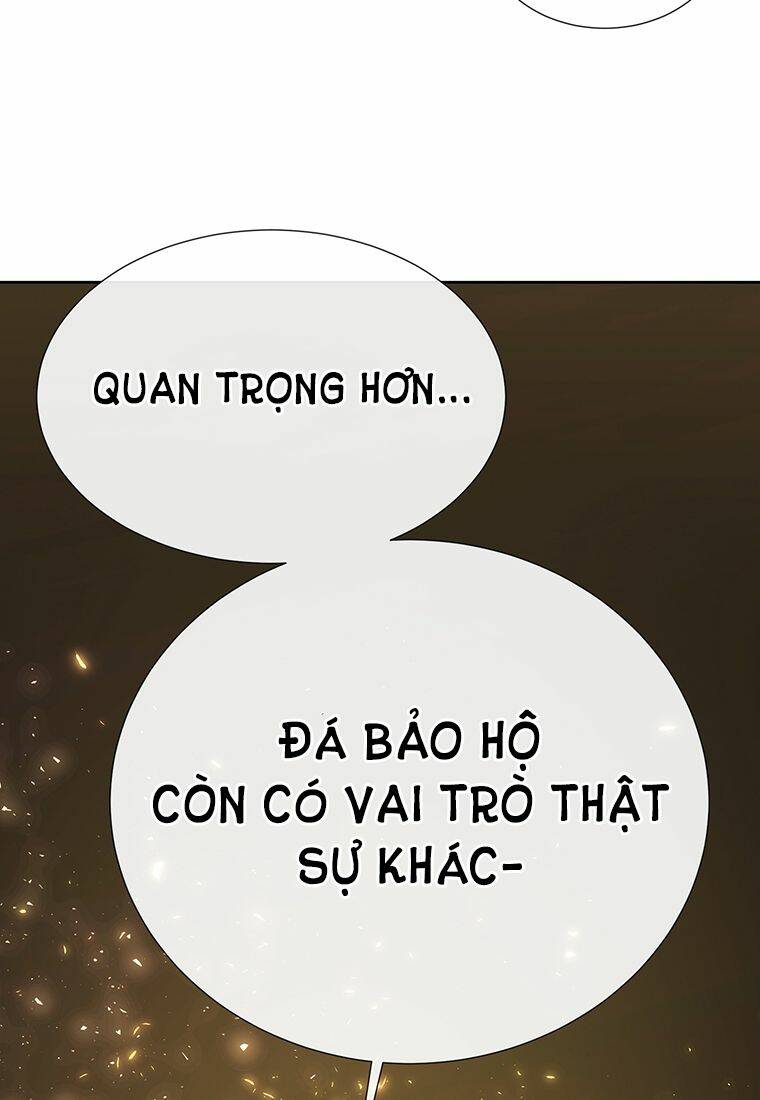 QUAN TRỌNG HƠN...
ĐÁ BẢO HỘ
CÒN CÓ VAI TRÒ THẬT
SỰ KHÁC-